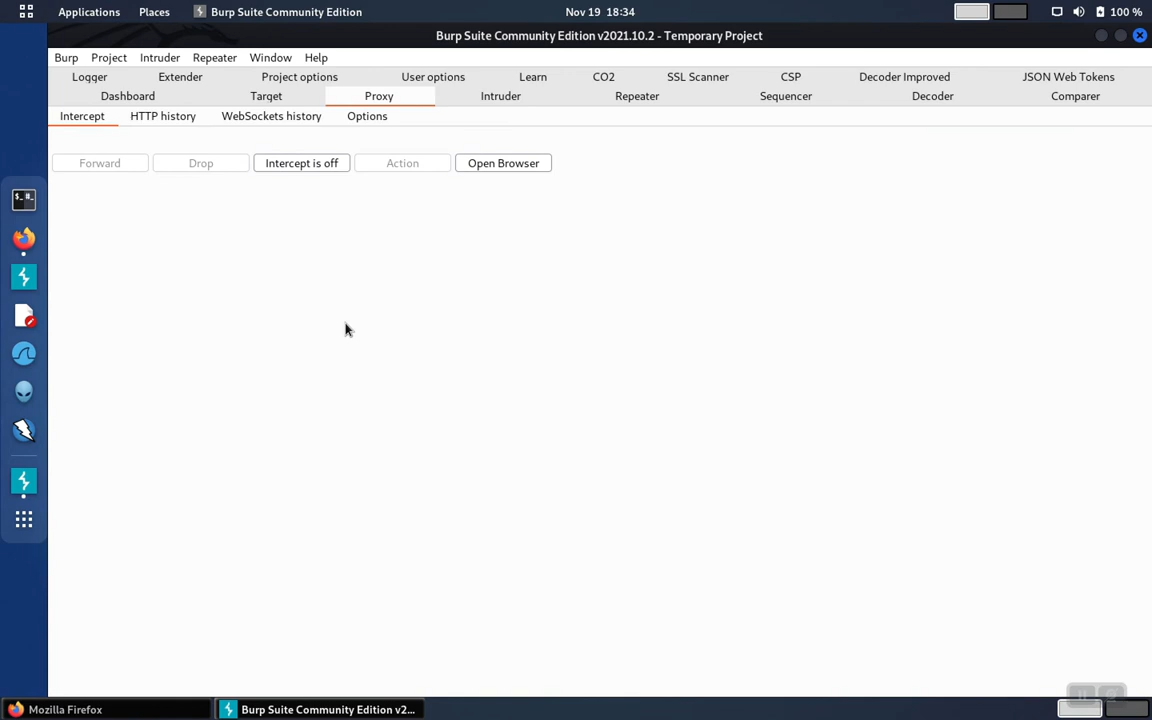 Applications Places Burp Suite Community Edition Nov 19 18:34 100 %
Burp Suite Community Edition v2021.10.2 - Temporary Project
Burp Project Intruder Repeater Window Help
Logger Extender Project options User options Learn CO2 SSL Scanner CSP Decoder Improved JSON Web Tokens
Dashboard Target Proxy Intruder Repeater Sequencer Decoder Comparer
Intercept HTTP history WebSockets history Options
Forward Drop Intercept is off Action Open Browser
Mozilla Firefox Burp Suite Community Edition v2...